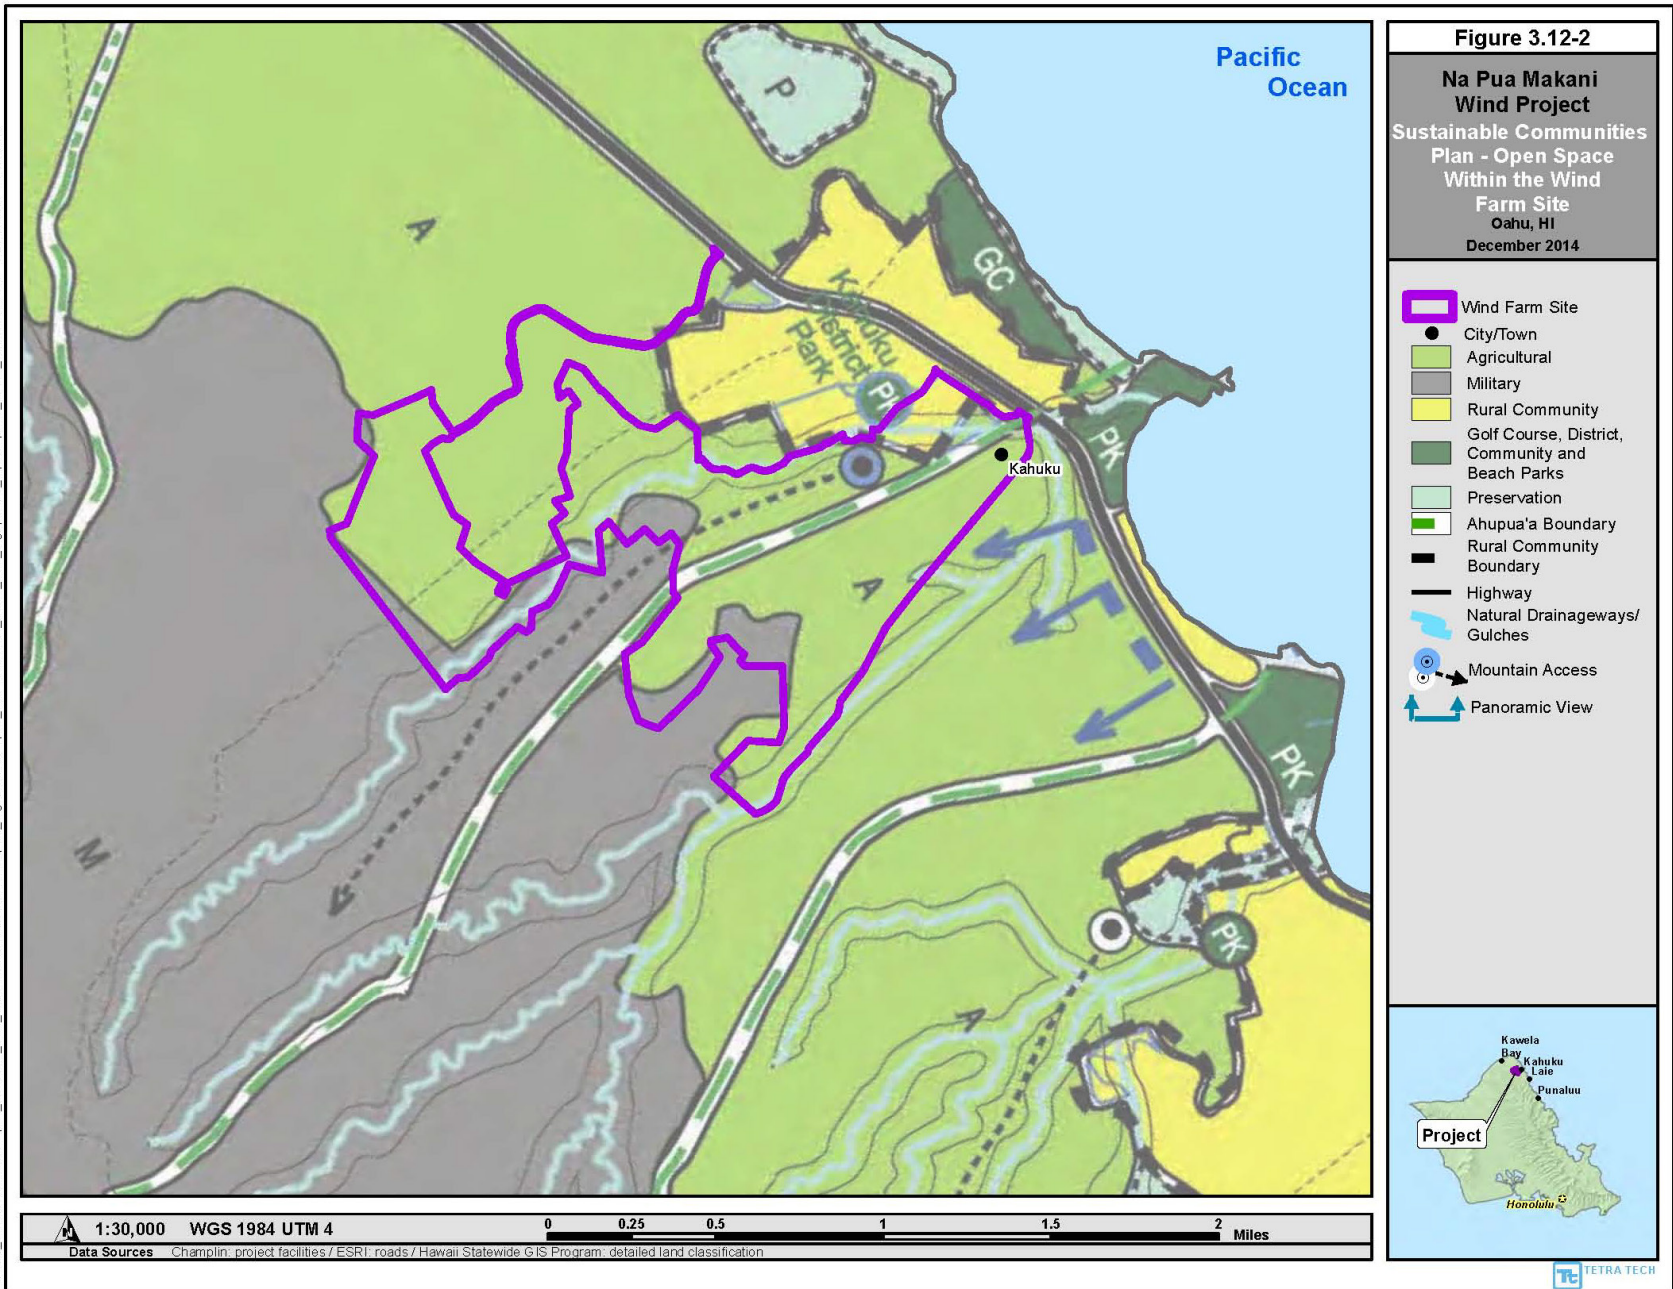 Pacific
Ocean
P
A
GC
Kahuku
District
Park
PK
PK
Kahuku
A
M
PK
PK
A
1:30,000 WGS 1984 UTM 4
0 0.25 0.5 1 1.5 2
Miles
Data Sources Champlin: project facilities / ESRI: roads / Hawaii Statewide GIS Program: detailed land classification
Figure 3.12-2
Na Pua Makani
Wind Project
Sustainable Communities
Plan - Open Space
Within the Wind
Farm Site
Oahu, HI
December 2014
Wind Farm Site
City/Town
Agricultural
Military
Rural Community
Golf Course, District,
Community and
Beach Parks
Preservation
Ahupua'a Boundary
Rural Community
Boundary
Highway
Natural Drainageways/
Gulches
Mountain Access
Panoramic View
Kawela
Bay
Kahuku
Laie
Punaluu
Project
Honolulu
Tt TETRA TECH